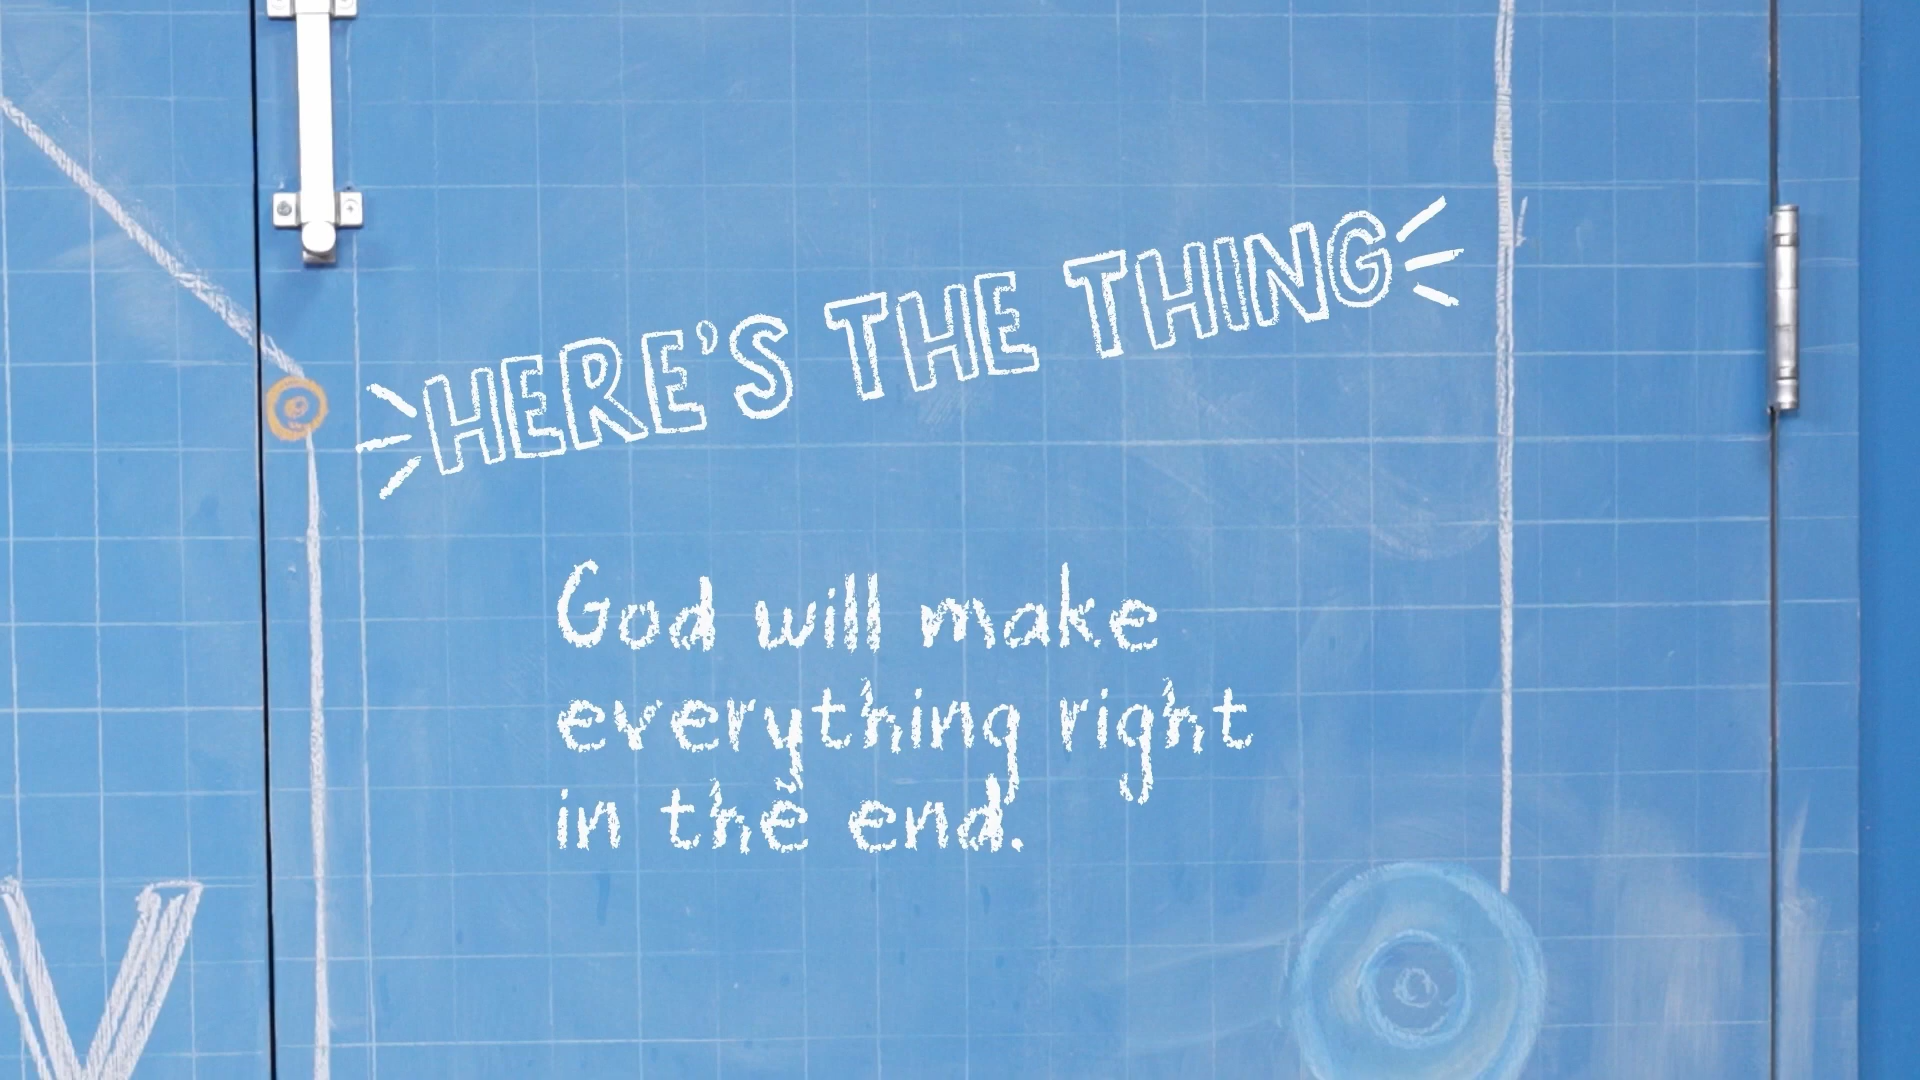 HERE'S THE THING
God will make
everything right
in the end.
V